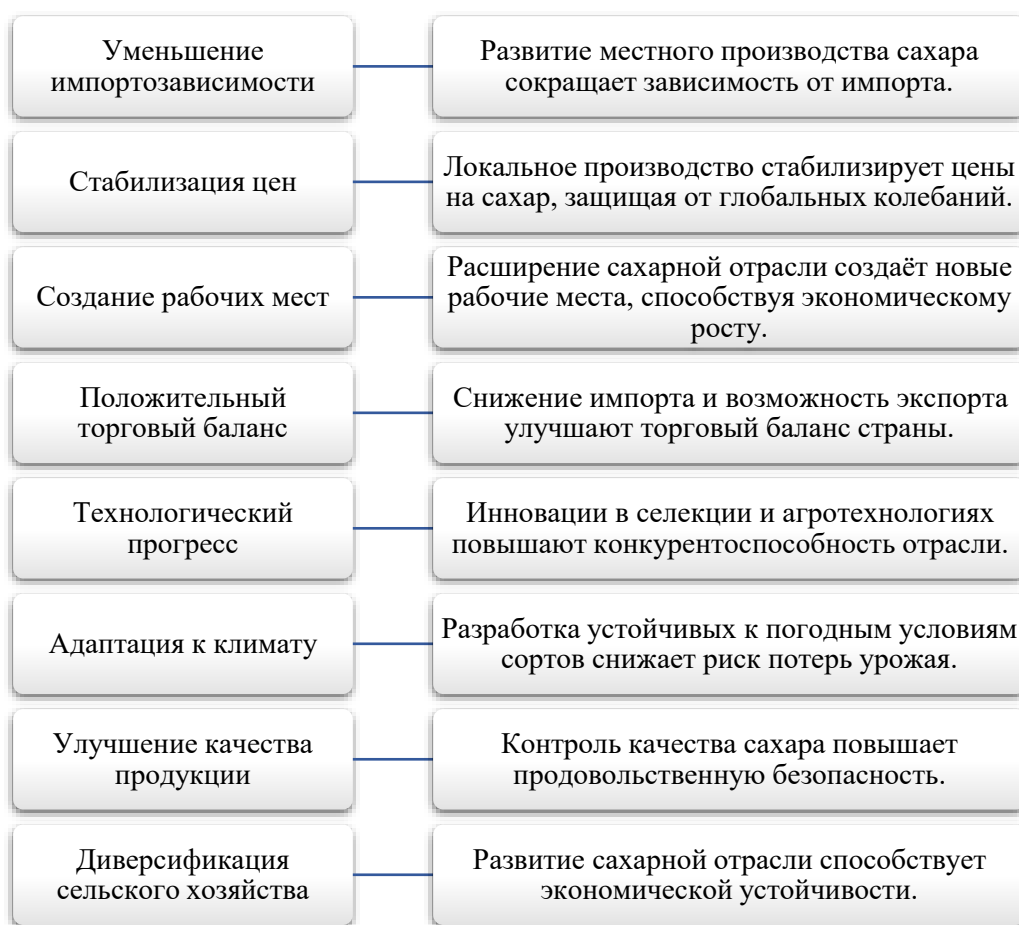 Уменьшение
импортозависимости
Развитие местного производства сахара
сокращает зависимость от импорта.
Стабилизация цен
Локальное производство стабилизирует цены
на сахар, защищая от глобальных колебаний.
Создание рабочих мест
Расширение сахарной отрасли создаёт новые
рабочие места, способствуя экономическому
росту.
Положительный
торговый баланс
Снижение импорта и возможность экспорта
улучшают торговый баланс страны.
Технологический
прогресс
Инновации в селекции и агротехнологиях
повышают конкурентоспособность отрасли.
Адаптация к климату
Разработка устойчивых к погодным условиям
сортов снижает риск потерь урожая.
Улучшение качества
продукции
Контроль качества сахара повышает
продовольственную безопасность.
Диверсификация
сельского хозяйства
Развитие сахарной отрасли способствует
экономической устойчивости.